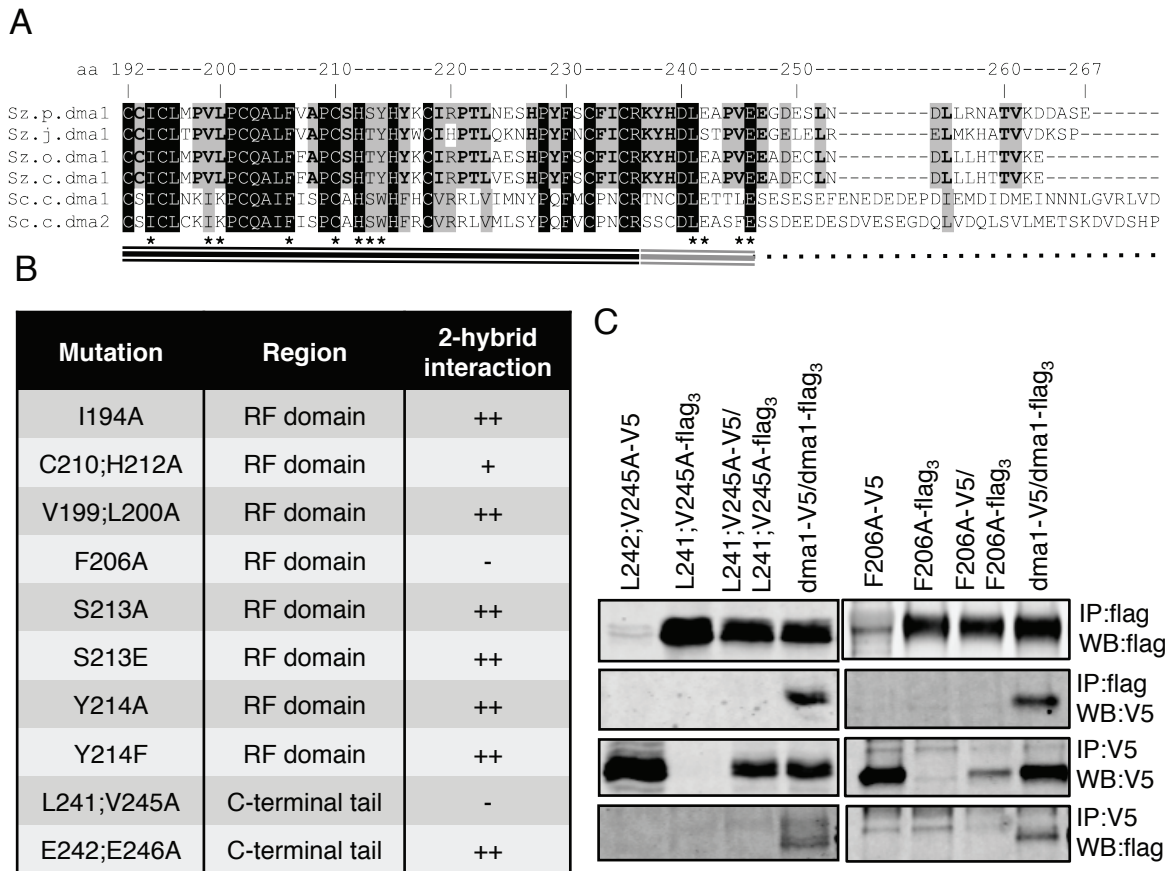 A
aa 192-----200-------210-------220-------230-------240-------250---------------260----267
Sz.p.dma1 CCICLMPVLPCQALFVAPCSHSYHYKCIRPTLNESHPYFSCFICRKYHDLEAPVEEGDESLN---------DLLRNATVKDDASE------
Sz.j.dma1 CCICLMPVLPCQALFVAPCSHSYHYWCIHPTLQKNHPYFSCFICRKYHDLSTPVEEGELELR---------ELMKHATVKDKSP-------
Sz.o.dma1 CCICLMPVLPCQALFFAPCSHTYHYKCIRPTLAESHPYFSCFICRKYHDLEAPVEEADECLN---------DLLLHTTVKE----------
Sz.c.dma1 CCICLMPVLPCQAIFFAPCSHTYHYKCIRPTLVESHPYFSCFICRKYHDLEAPVEEADESLN---------DLLLHTTVKE----------
Sc.c.dma1 CSICLNKIKPCQAIFISPCAHSWHFHCVRRLVIMNYPQFMCPNCRTNCDLETTLESESESEFENEDEDEPDIEMDIDMEINNNLGVRLVD
Sc.c.dma2 CSICLCKIKPCQAIFISPCAHSWHFRCVRRLVMLSYPQFVCPNCRSSCDLEASFESSDEEDESDVESEGDQLVDQLSVLMETSKDVDSHP
* ** * * *** ** **
B
Mutation Region 2-hybrid interaction
I194A RF domain ++
C210;H212A RF domain +
V199;L200A RF domain ++
F206A RF domain -
S213A RF domain ++
S213E RF domain ++
Y214A RF domain ++
Y214F RF domain ++
L241;V245A C-terminal tail -
E242;E246A C-terminal tail ++
C
L242;V245A-V5
L241;V245A-flag3
L241;V245A-V5/
L241;V245A-flag3
dma1-V5/dma1-flag3
F206A-V5
F206A-flag3
F206A-V5/
F206A-flag3
dma1-V5/dma1-flag3
IP:flag
WB:flag
IP:flag
WB:V5
IP:V5
WB:V5
IP:V5
WB:flag